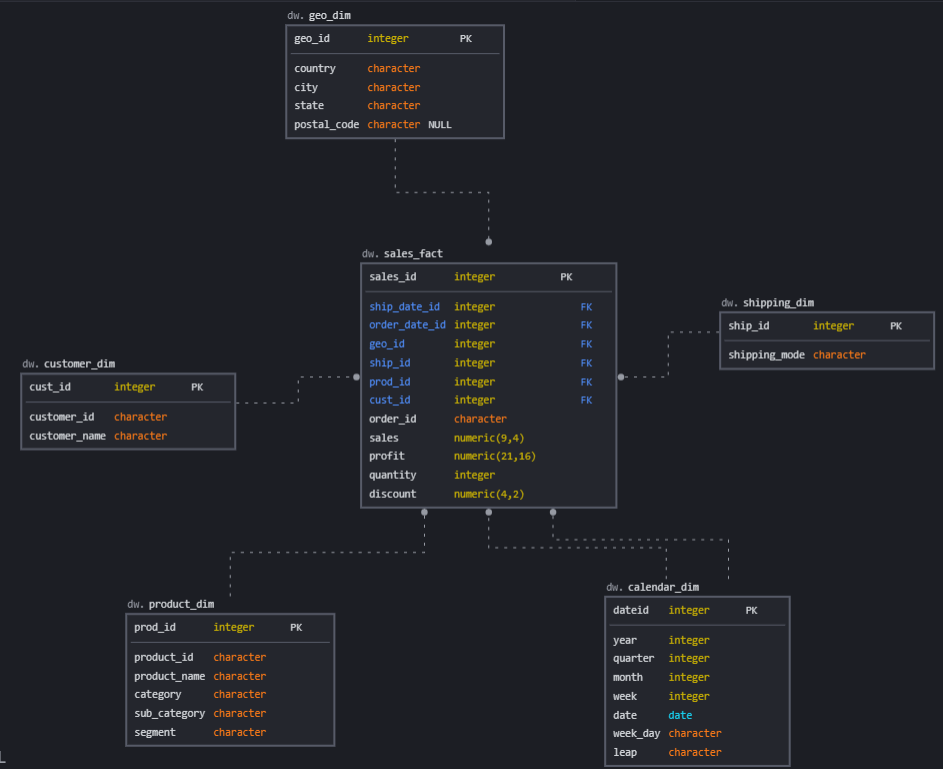 dw. geo_dim
geo_id integer PK
country character
city character
state character
postal_code character NULL
dw. sales_fact
sales_id integer PK
ship_date_id integer FK
order_date_id integer FK
geo_id integer FK
ship_id integer FK
prod_id integer FK
cust_id integer FK
order_id character
sales numeric(9,4)
profit numeric(21,16)
quantity integer
discount numeric(4,2)
dw. shipping_dim
ship_id integer PK
shipping_mode character
dw. customer_dim
cust_id integer PK
customer_id character
customer_name character
dw. product_dim
prod_id integer PK
product_id character
product_name character
category character
sub_category character
segment character
dw. calendar_dim
dateid integer PK
year integer
quarter integer
month integer
week integer
date date
week_day character
leap character